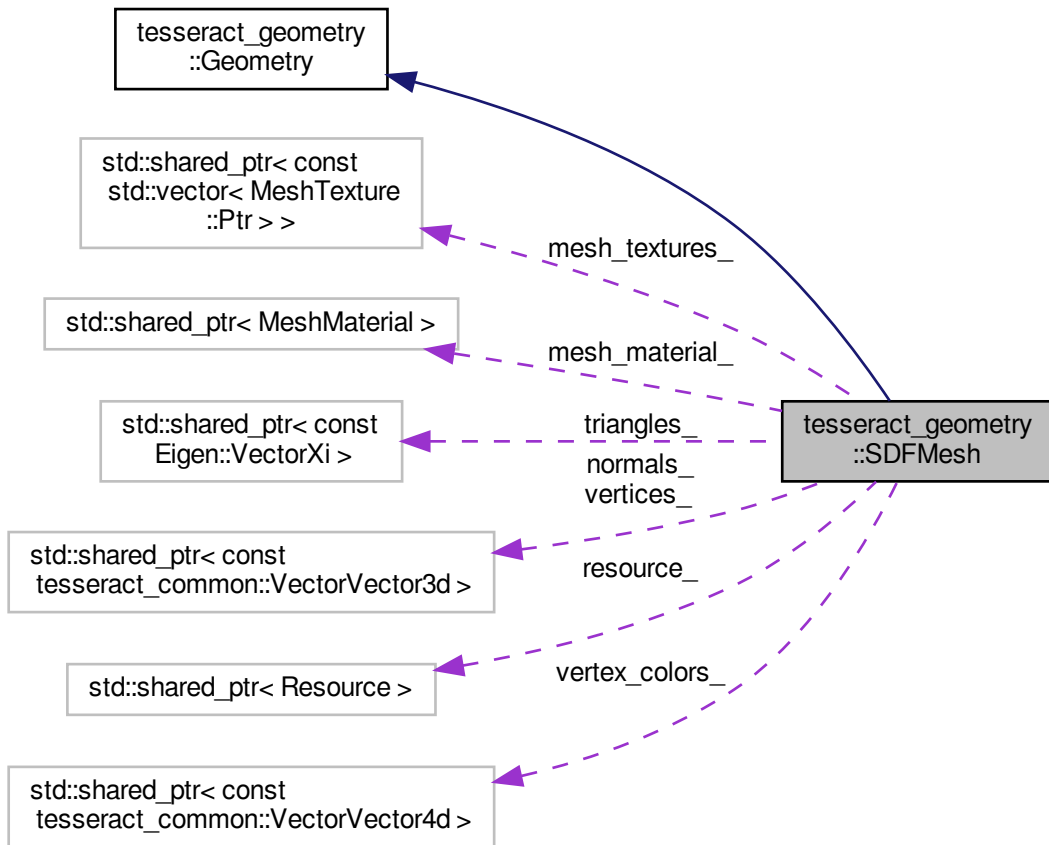 tesseract_geometry
::Geometry
std::shared_ptr< const
std::vector< MeshTexture
::Ptr > >
mesh_textures_
std::shared_ptr< MeshMaterial >
mesh_material_
std::shared_ptr< const
Eigen::VectorXi >
triangles_
tesseract_geometry
::SDFMesh
normals_
vertices_
std::shared_ptr< const
tesseract_common::VectorVector3d >
resource_
std::shared_ptr< Resource >
vertex_colors_
std::shared_ptr< const
tesseract_common::VectorVector4d >